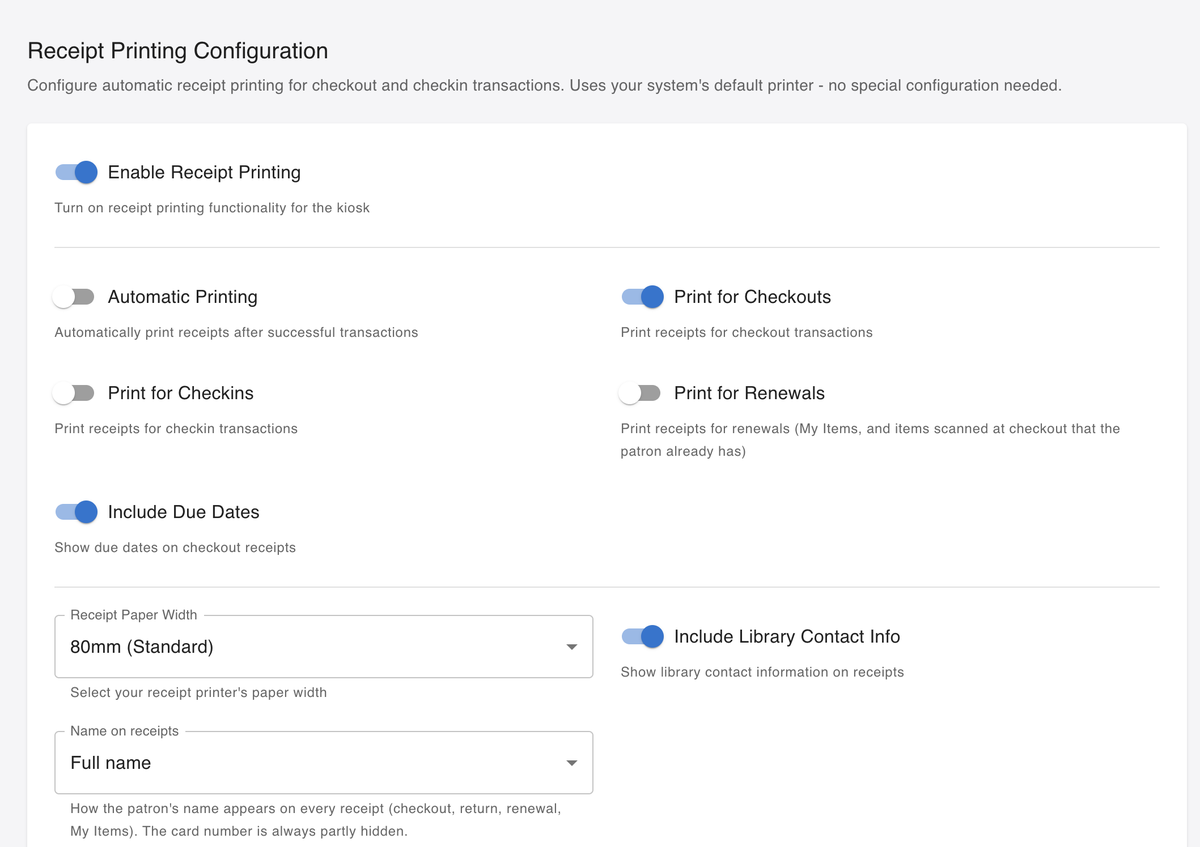 Receipt Printing Configuration
Configure automatic receipt printing for checkout and checkin transactions. Uses your system's default printer - no special configuration needed.
Enable Receipt Printing
Turn on receipt printing functionality for the kiosk
Automatic Printing
Automatically print receipts after successful transactions
Print for Checkouts
Print receipts for checkout transactions
Print for Checkins
Print receipts for checkin transactions
Print for Renewals
Print receipts for renewals (My Items, and items scanned at checkout that the
patron already has)
Include Due Dates
Show due dates on checkout receipts
Receipt Paper Width
80mm (Standard)
Select your receipt printer's paper width
Include Library Contact Info
Show library contact information on receipts
Name on receipts
Full name
How the patron's name appears on every receipt (checkout, return, renewal,
My Items). The card number is always partly hidden.